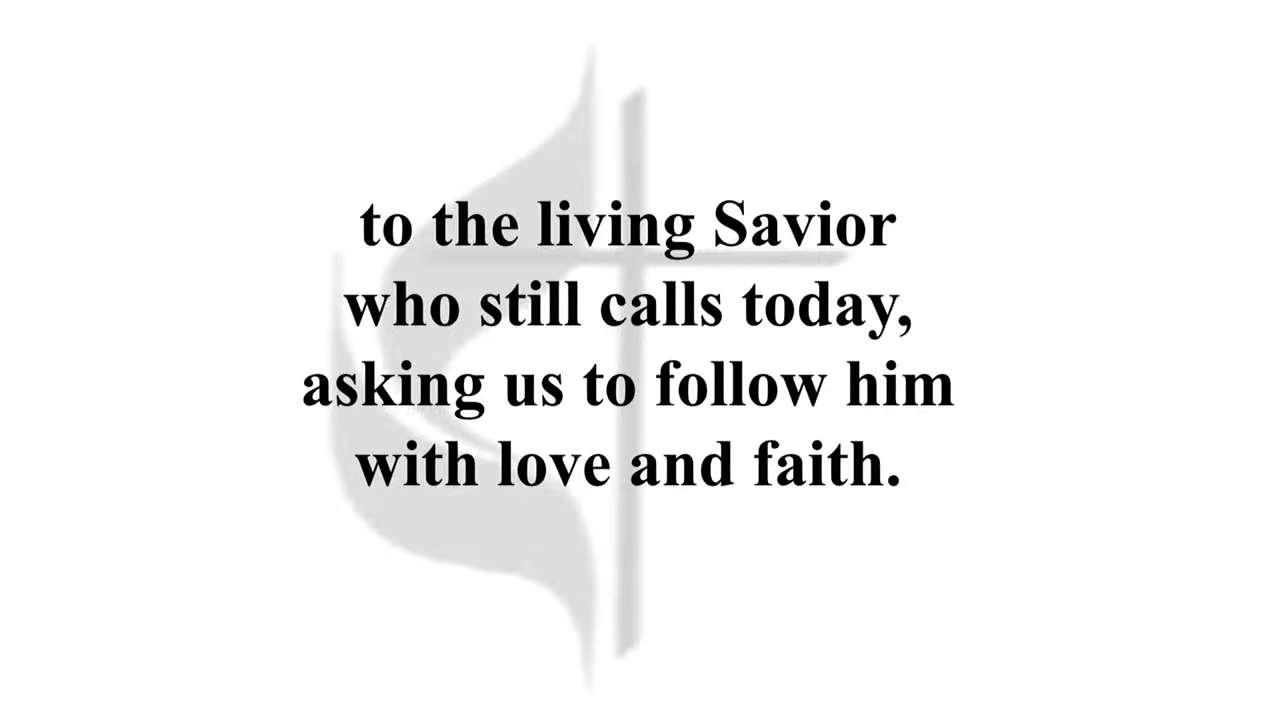 to the living Savior
who still calls today,
asking us to follow him
with love and faith.